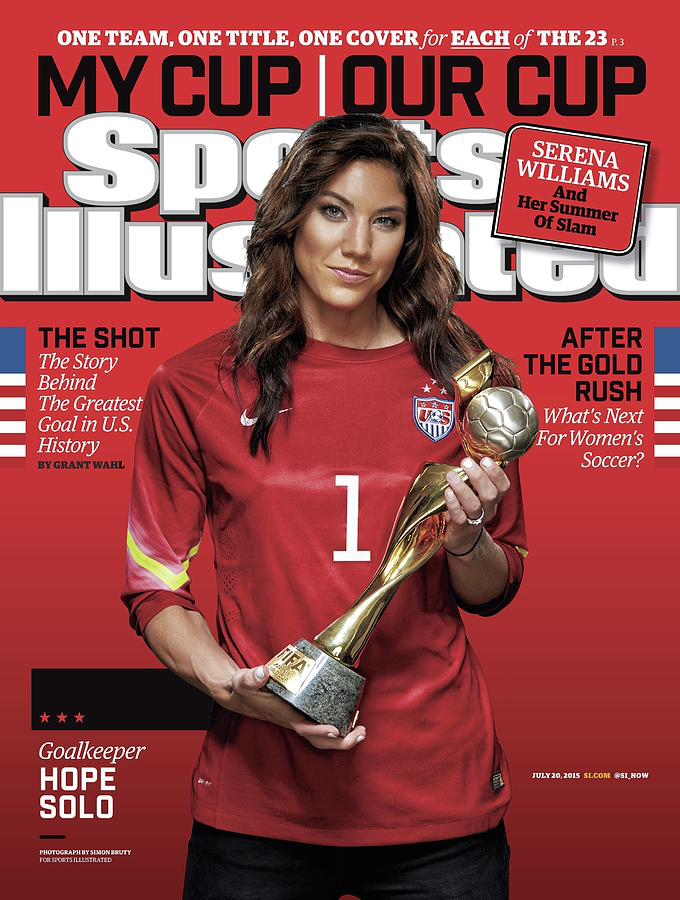 ONE TEAM, ONE TITLE, ONE COVER for EACH of THE 23 P. 3
MY CUP | OUR CUP
Sports
Illustrated
SERENA
WILLIAMS
And
Her Summer
Of Slam
THE SHOT
The Story
Behind
The Greatest
Goal in U.S.
History
BY GRANT WAHL
AFTER
THE GOLD
RUSH
What's Next
For Women's
Soccer?
US
1
FIFA
Goalkeeper
HOPE
SOLO
PHOTOGRAPH BY SIMON BRUTY
FOR SPORTS ILLUSTRATED
JULY 20, 2015 SI.COM @SI_NOW